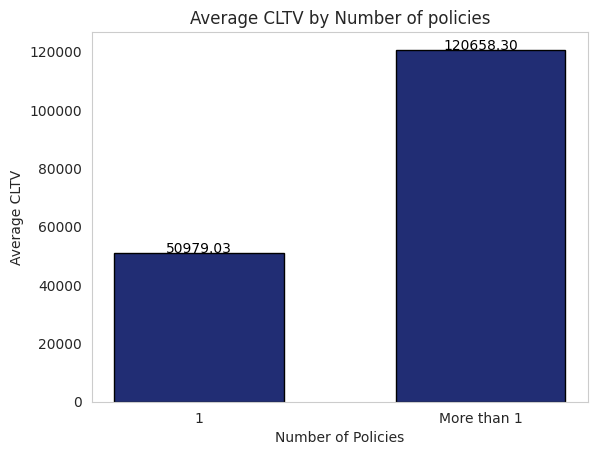 Average CLTV by Number of policies
Average CLTV
120000
100000
80000
60000
40000
20000
0
50979.03
120658.30
1
More than 1
Number of Policies